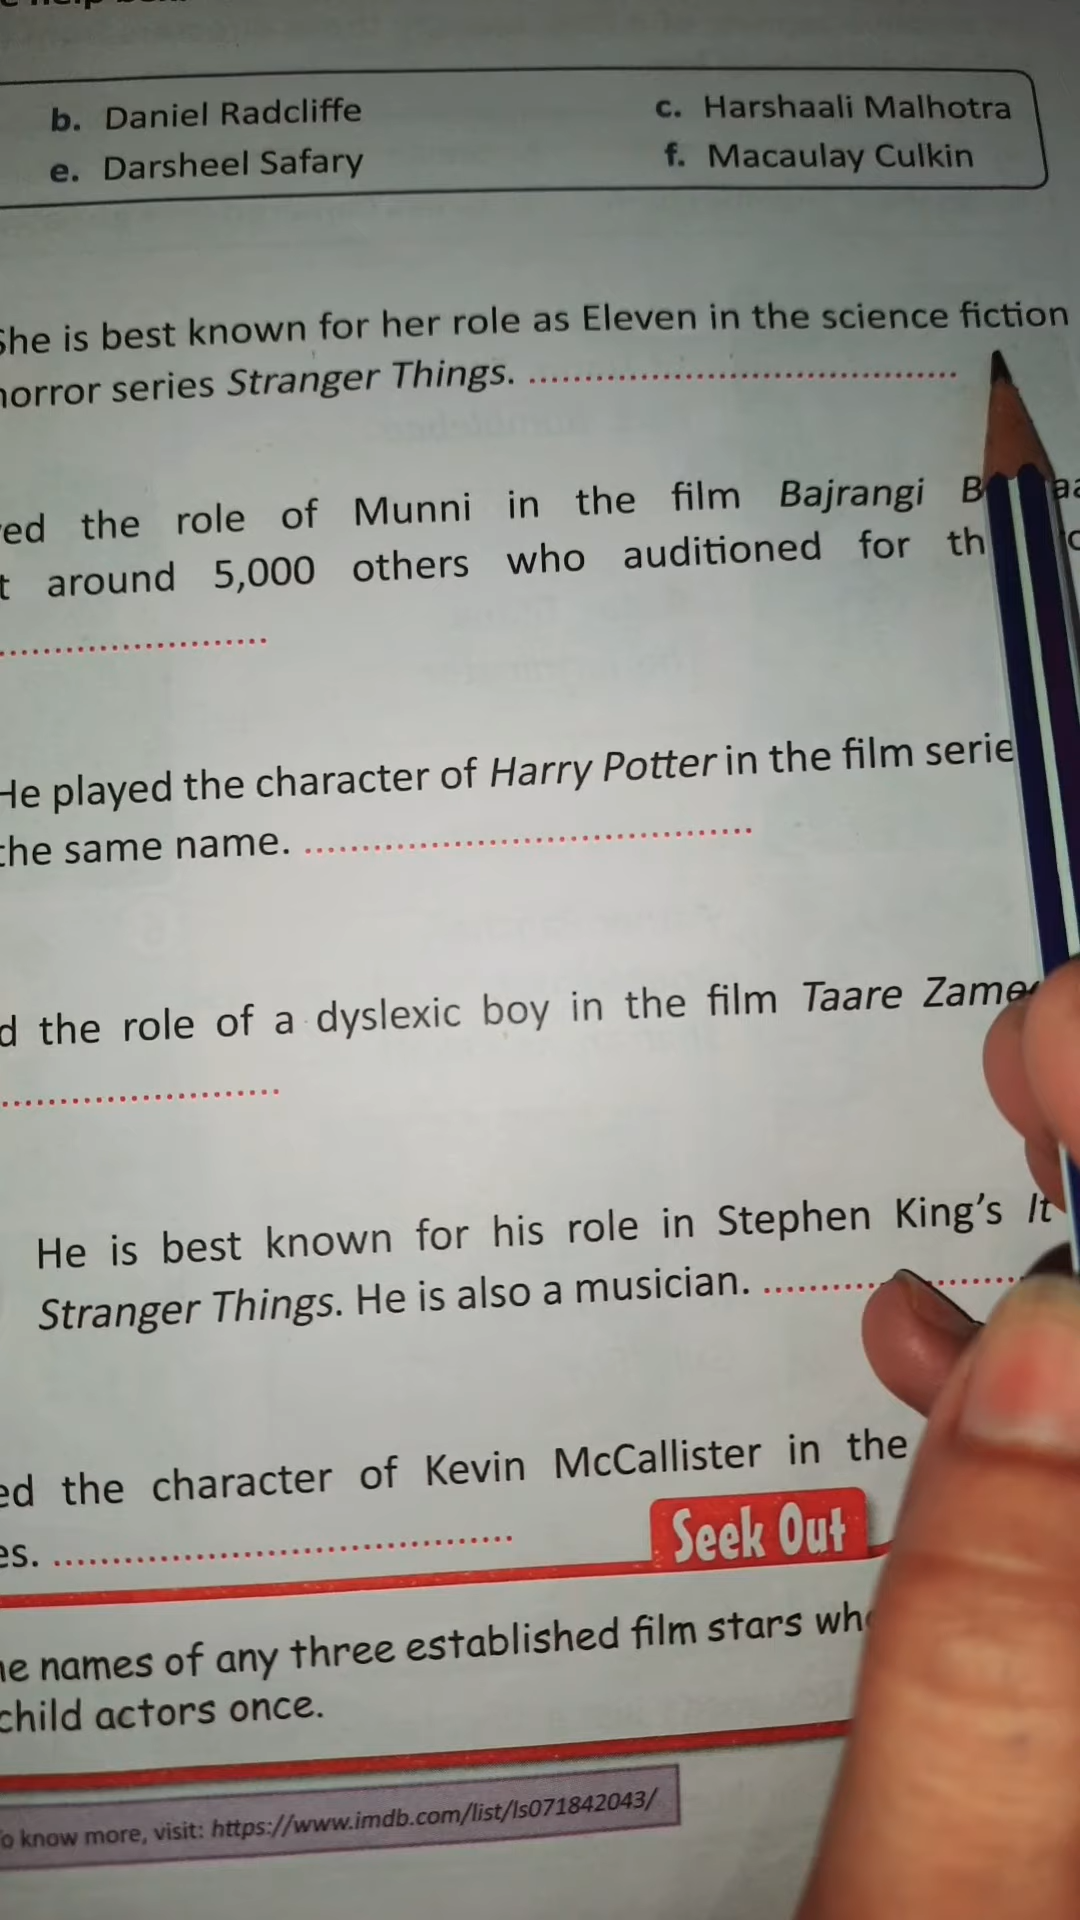 b. Daniel Radcliffe c. Harshaali Malhotra
e. Darsheel Safary f. Macaulay Culkin
She is best known for her role as Eleven in the science fiction
horror series Stranger Things. ....................................
ed the role of Munni in the film Bajrangi
t around 5,000 others who auditioned for
.......................
He played the character of Harry Potter in the film serie
the same name. ......................................
d the role of a dyslexic boy in the film Taare Zame
........................
He is best known for his role in Stephen King's It
Stranger Things. He is also a musician. ......................
ed the character of Kevin McCallister in the
es. .......................................
Seek Out
ne names of any three established film stars who
child actors once.
o know more, visit: https://www.imdb.com/list/ls071842043/